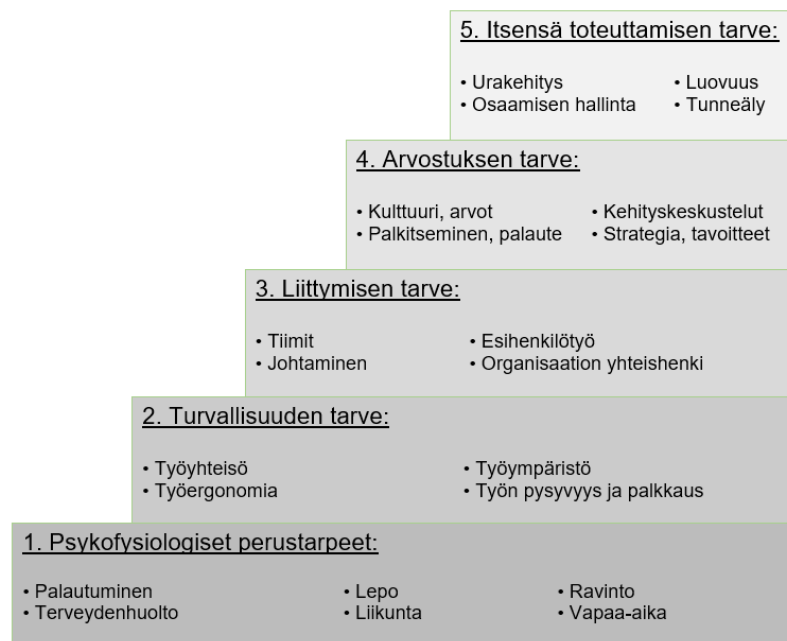 5. Itsensä toteuttamisen tarve:
• Urakehitys • Luovuus
• Osaamisen hallinta • Tunneäly
4. Arvostuksen tarve:
• Kulttuuri, arvot • Kehityskeskustelut
• Palkitseminen, palaute • Strategia, tavoitteet
3. Liittymisen tarve:
• Tiimit • Esihenkilötyö
• Johtaminen • Organisaation yhteishenki
2. Turvallisuuden tarve:
• Työyhteisö • Työympäristö
• Työergonomia • Työn pysyvyys ja palkkaus
1. Psykofysiologiset perustarpeet:
• Palautuminen • Lepo • Ravinto
• Terveydenhuolto • Liikunta • Vapaa-aika